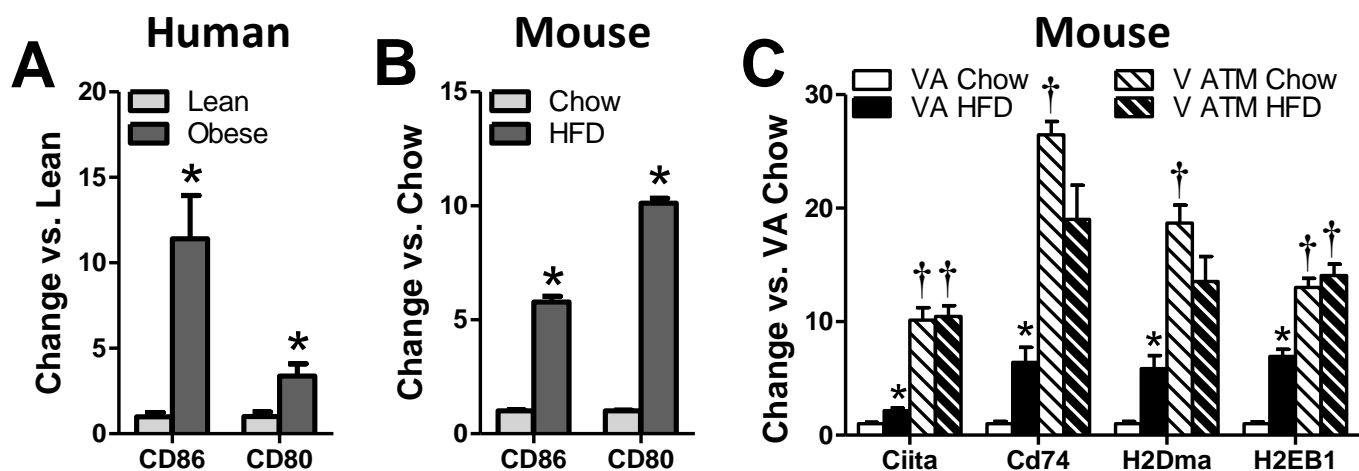 A Human
20
15
10
5
0
Change vs. Lean
Lean
Obese
*
*
CD86 CD80
B Mouse
15
10
5
0
Change vs. Chow
Chow
HFD
*
*
CD86 CD80
C Mouse
30
20
10
0
Change vs. VA Chow
VA Chow V ATM Chow
VA HFD V ATM HFD
* † †
* †
* †
* † †
Ciita Cd74 H2Dma H2EB1